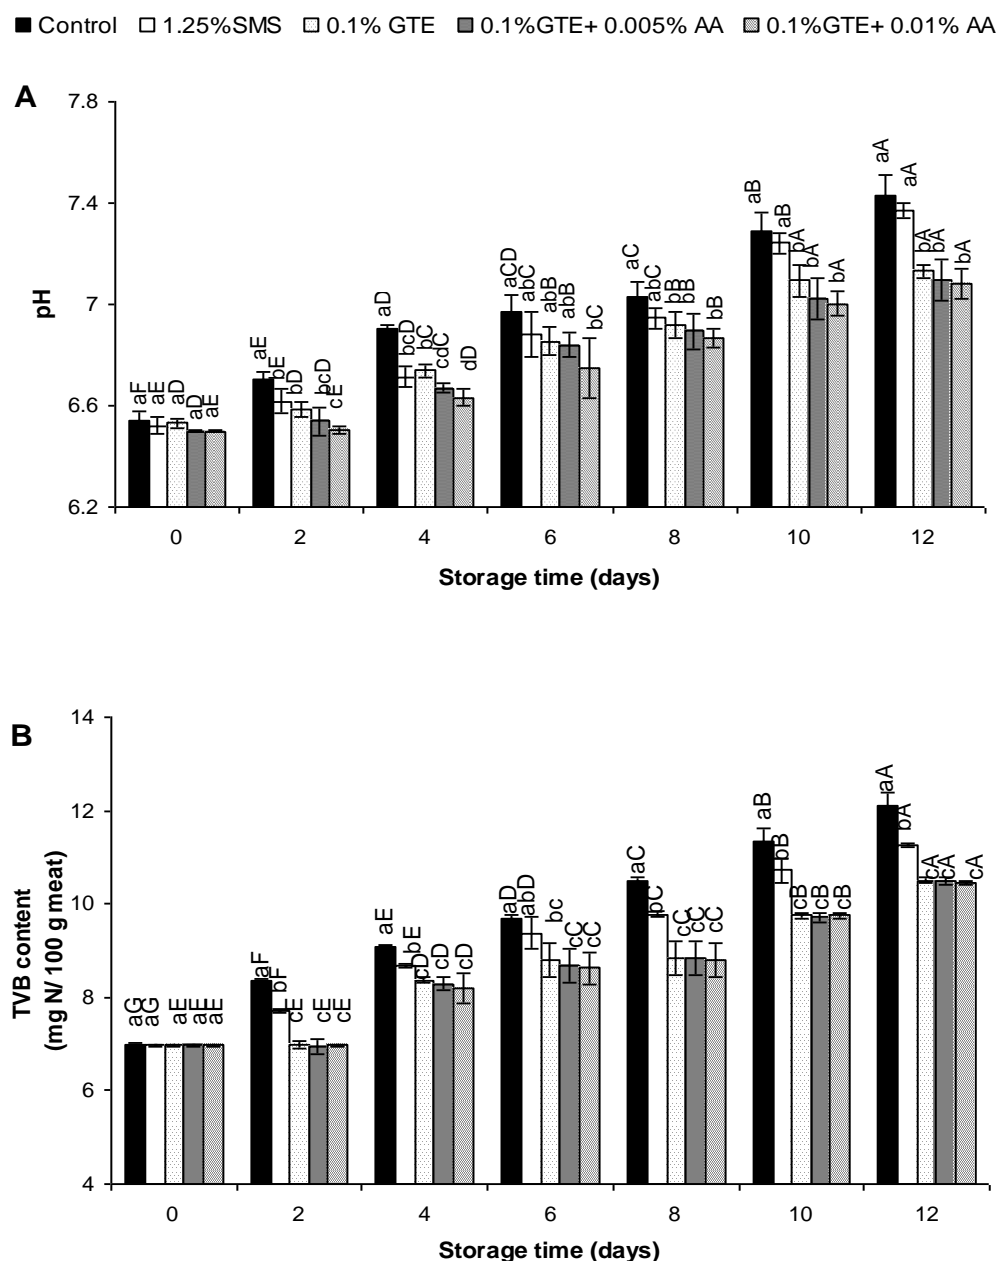 Control 1.25%SMS 0.1% GTE 0.1%GTE+ 0.005% AA 0.1%GTE+ 0.01% AA
A
7.8
7.4
7
6.6
6.2
pH
aF aE aD aD aE
aE bE bD bcD cE
aD bcD bC cdC dD
aCD abC abB abB bC
aC abC bB bB bB
aB aB bA bA bA
aA aA bA bA bA
0 2 4 6 8 10 12
Storage time (days)
B
14
12
10
8
6
4
TVB content
(mg N/ 100 g meat)
aG aG aE aE aE
aF bF cE cE cE
aE bE cD cD cD
aD abD bc cC cC
aC bC cC cC cC
aB bB cB cB cB
aA bA cA cA cA
0 2 4 6 8 10 12
Storage time (days)